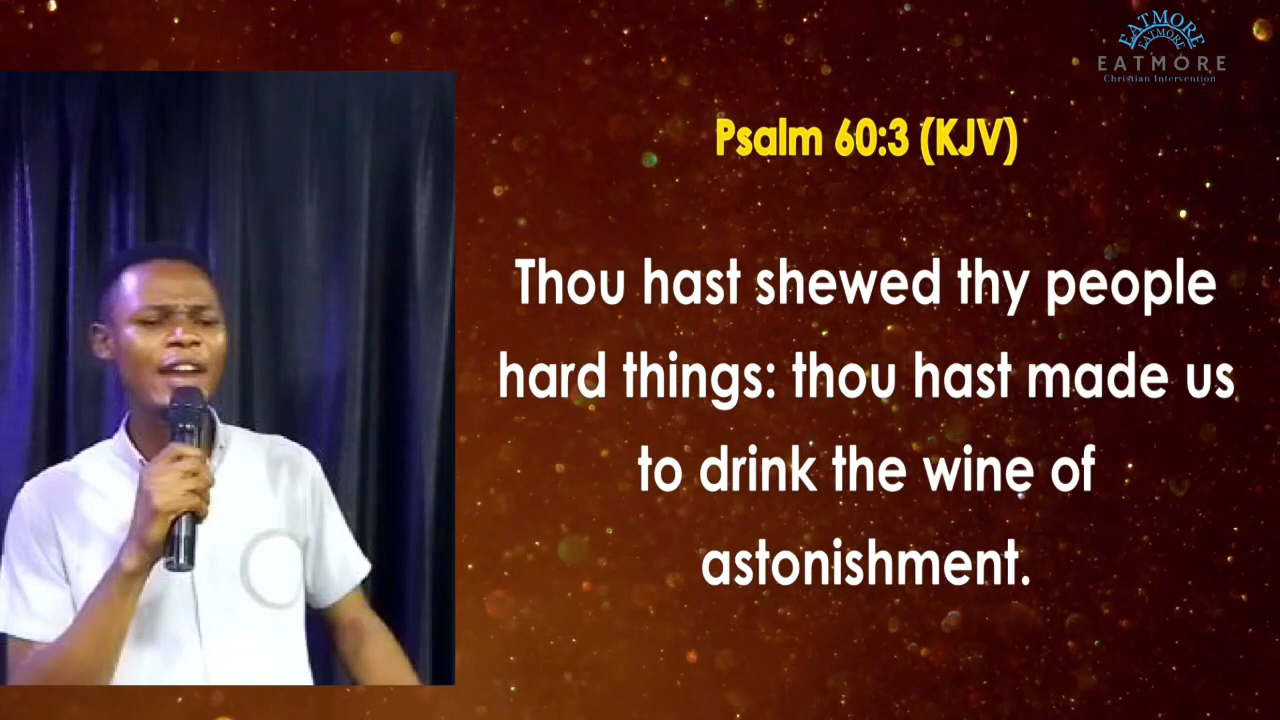 EATMORE
EATMORE
EATMORE
Christian Intervention
Psalm 60:3 (KJV)
Thou hast shewed thy people
hard things: thou hast made us
to drink the wine of
astonishment.